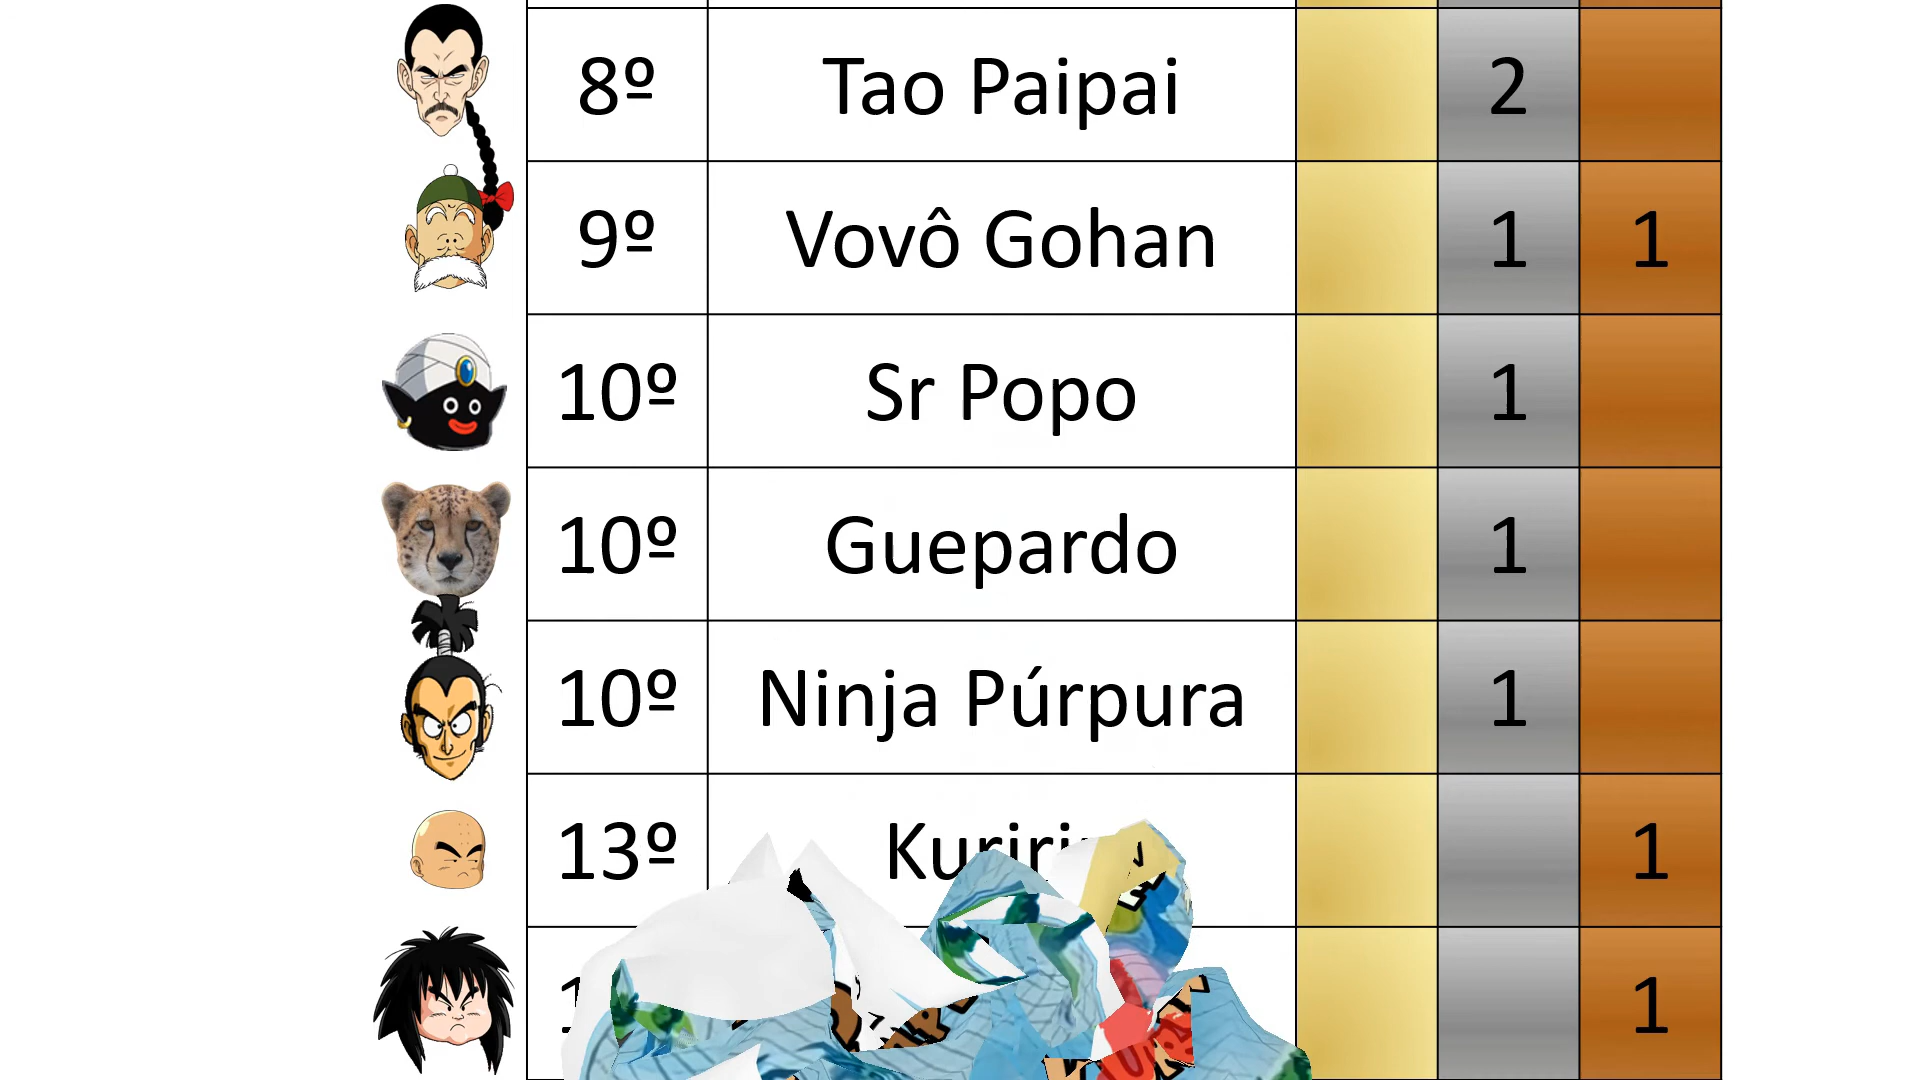 8º Tao Paipai 2
9º Vovô Gohan 1 1
10º Sr Popo 1
10º Guepardo 1
10º Ninja Púrpura 1
13º 1
1